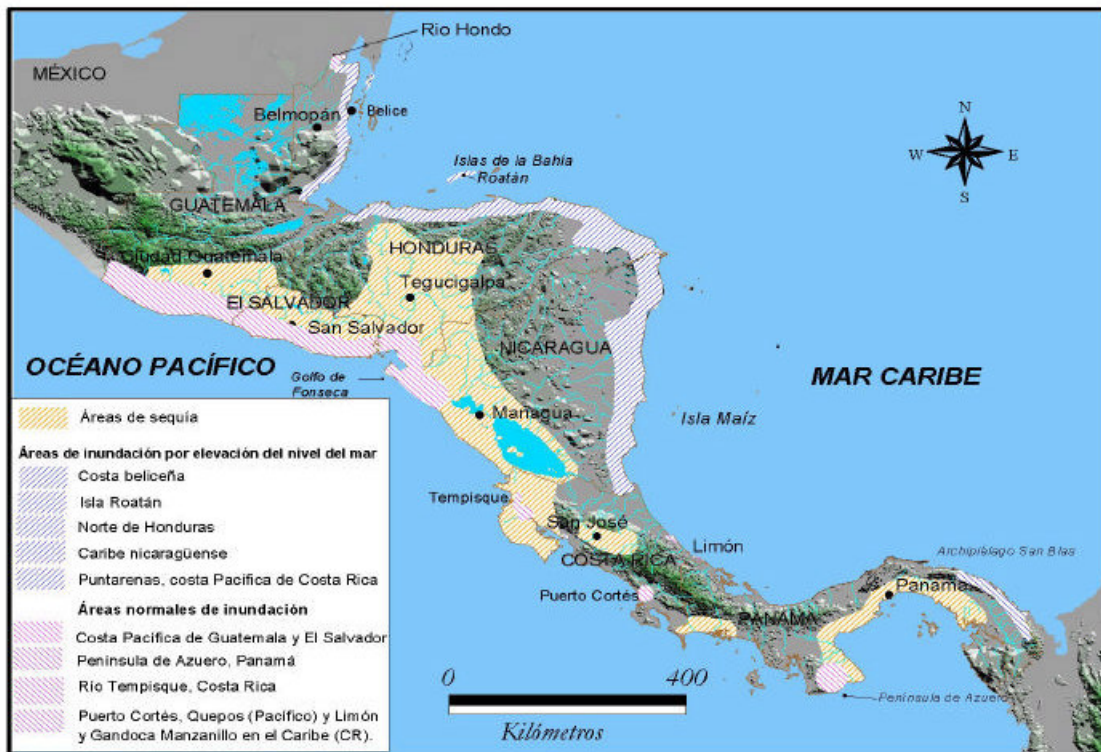 Río Hondo
MÉXICO
Belmopán
Belice
Islas de la Bahía
Roatán
N
W
E
S
GUATEMALA
Ciudad Guatemala
HONDURAS
Tegucigalpa
El SALVADOR
San Salvador
NICARAGUA
OCÉANO PACÍFICO
Golfo de
Fonseca
MAR CARIBE
Managua
Isla Maíz
Tempisque
San José
COSTA RICA
Limón
Archipiélago San Blas
Puerto Cortés
Panamá
PANAMA
Península de Azuero
0
400
Kilómetros
Áreas de sequía
Áreas de inundación por elevación del nivel del mar
Costa beliceña
Isla Roatán
Norte de Honduras
Caribe nicaragüense
Puntarenas, costa Pacífica de Costa Rica
Áreas normales de inundación
Costa Pacífica de Guatemala y El Salvador
Península de Azuero, Panamá
Río Tempisque, Costa Rica
Puerto Cortés, Quepos (Pacífico) y Limón
y Gandoca Manzanillo en el Caribe (CR).